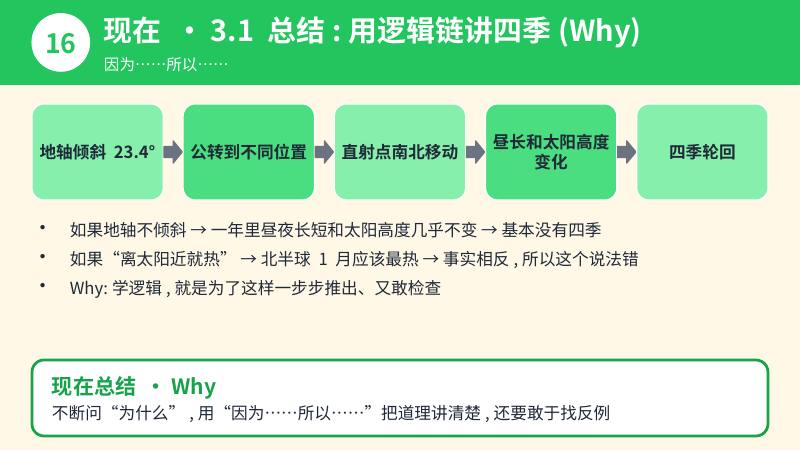 16
现在 • 3.1 总结：用逻辑链讲四季 (Why)
因为……所以……
地轴倾斜 23.4°
公转到不同位置
直射点南北移动
昼长和太阳高度
变化
四季轮回
• 如果地轴不倾斜 → 一年里昼夜长短和太阳高度几乎不变 → 基本没有四季
• 如果“离太阳近就热” → 北半球 1 月应该最热 → 事实相反 , 所以这个说法错
• Why: 学逻辑 , 就是为了这样一步步推出、又敢检查
现在总结 • Why
不断问“为什么” , 用“因为……所以……”把道理讲清楚 , 还要敢于找反例